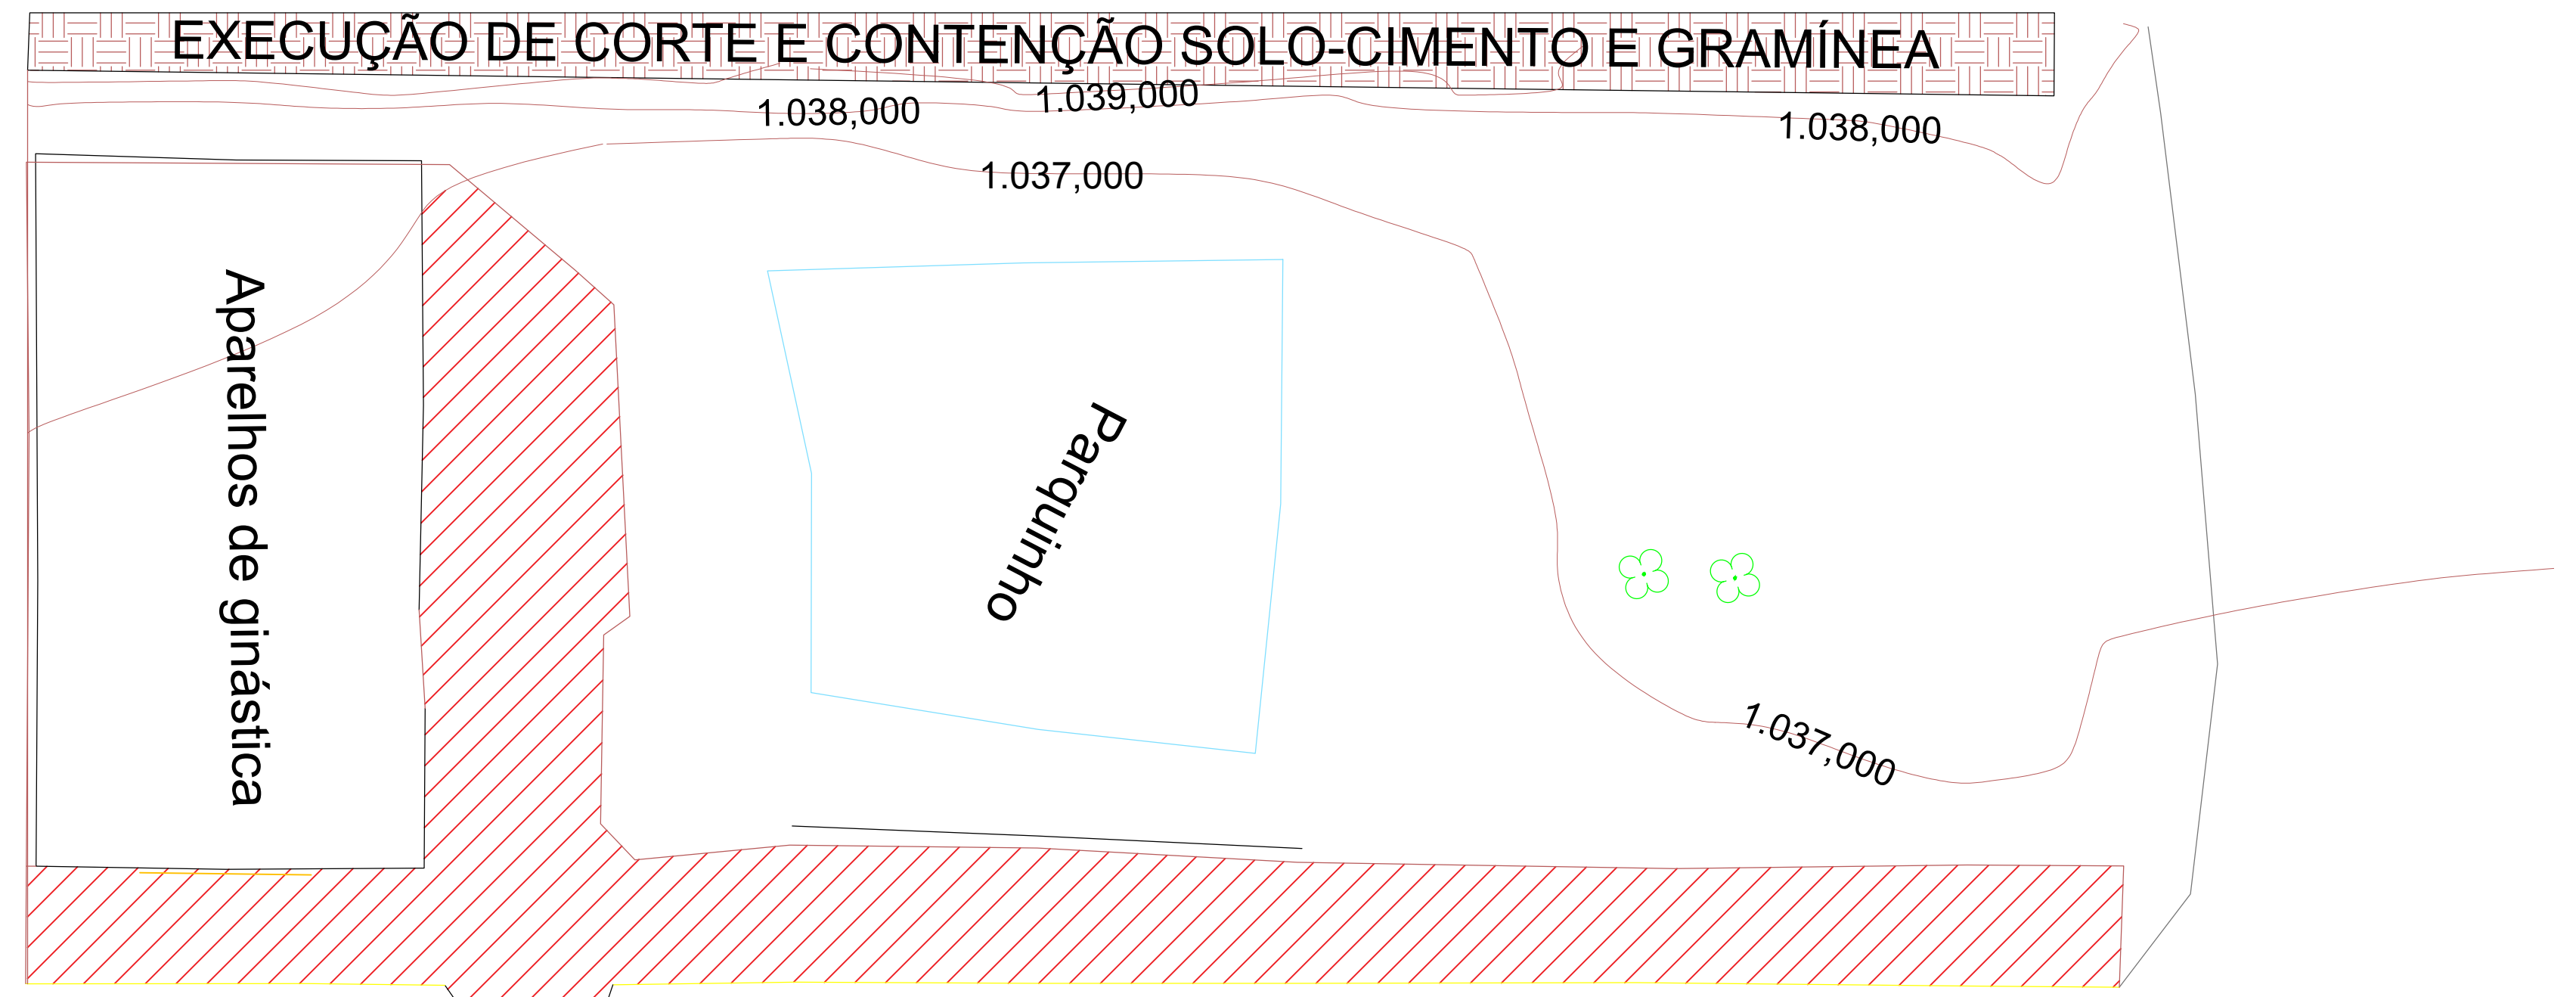 EXECUÇÃO DE CORTE E CONTENÇÃO SOLO-CIMENTO E GRAMÍNEA
1.039,000
1.038,000
1.038,000
1.037,000
Aparelhos de ginástica
Parquinho
1.037,000